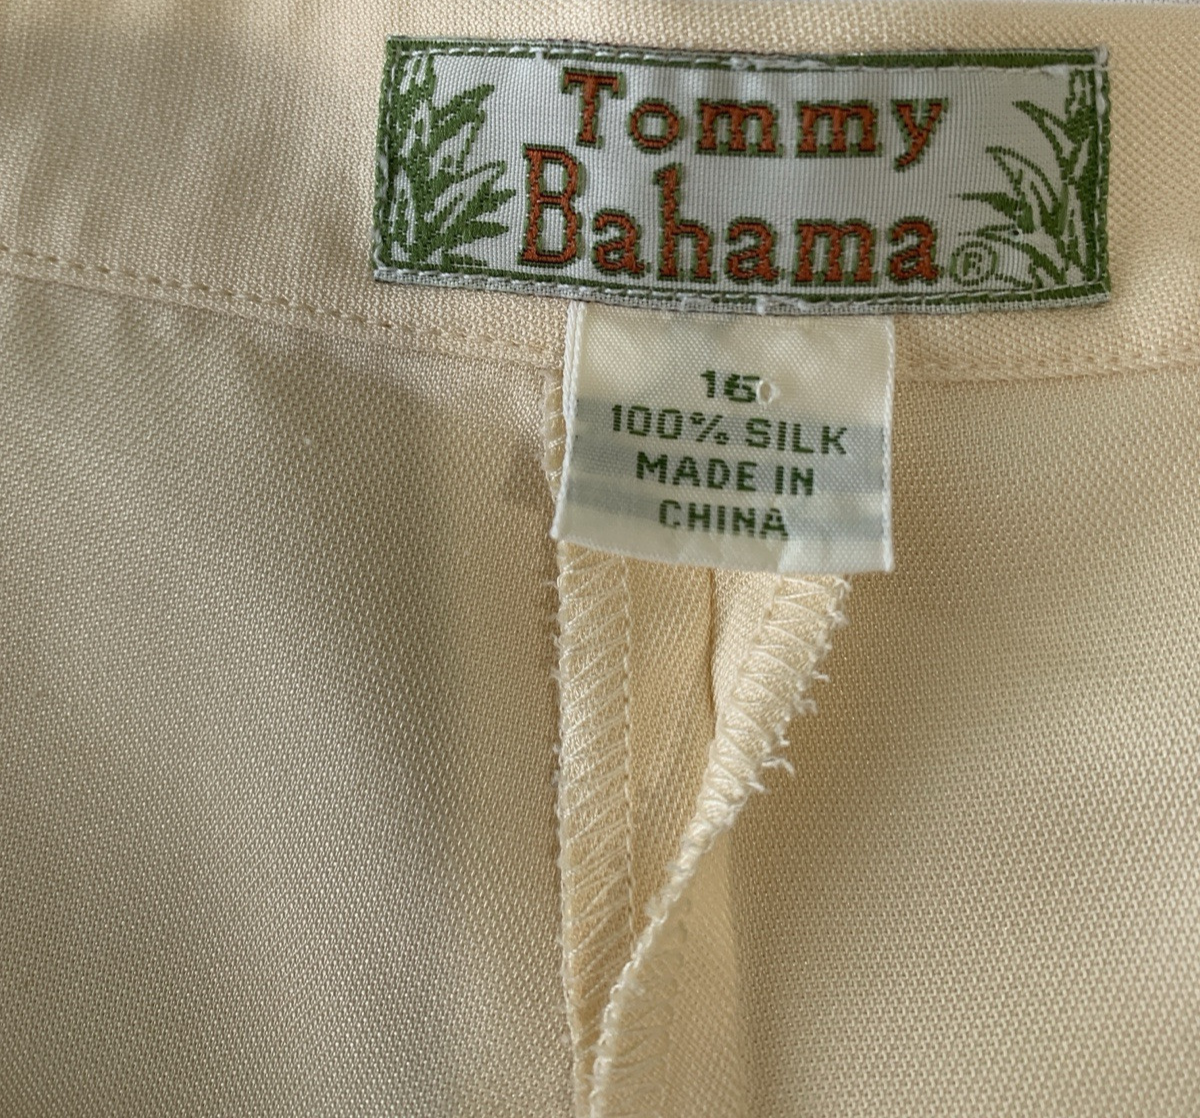 Tommy
Bahama®
16
100% SILK
MADE IN
CHINA